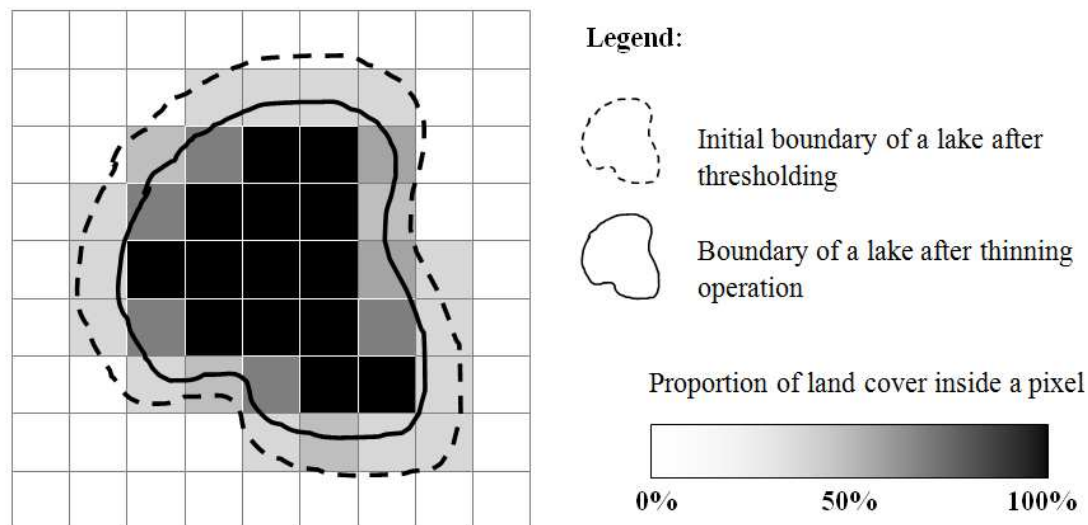 Legend:
Initial boundary of a lake after
thresholding
Boundary of a lake after thinning
operation
Proportion of land cover inside a pixel
0% 50% 100%